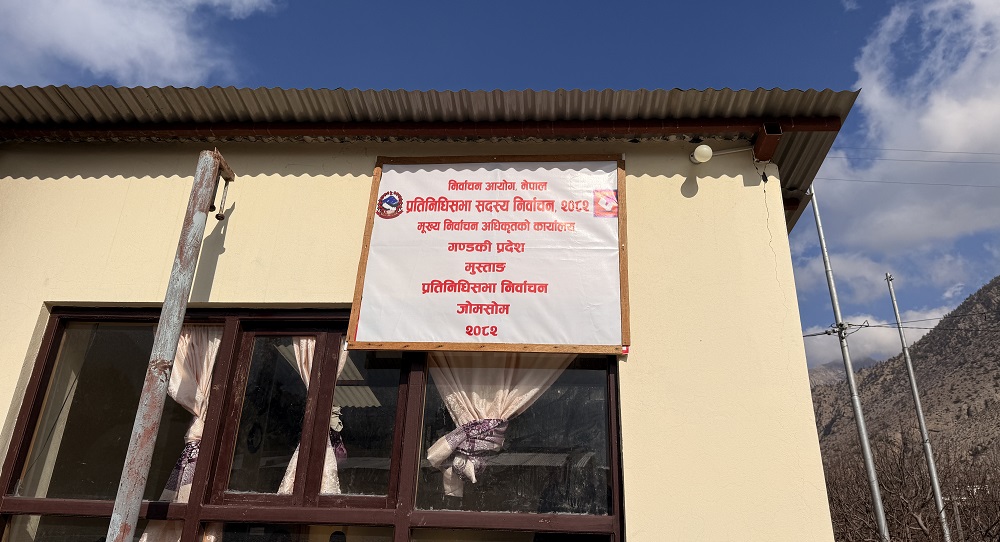 निर्वाचन आयोग, नेपाल
प्रतिनिधिसभा सदस्य निर्वाचन, २०८२
मूख्य निर्वाचन अधिकृतको कार्यालय
गण्डकी प्रदेश
मुस्ताङ
प्रतिनिधिसभा निर्वाचन
जोमसोम
२०८२